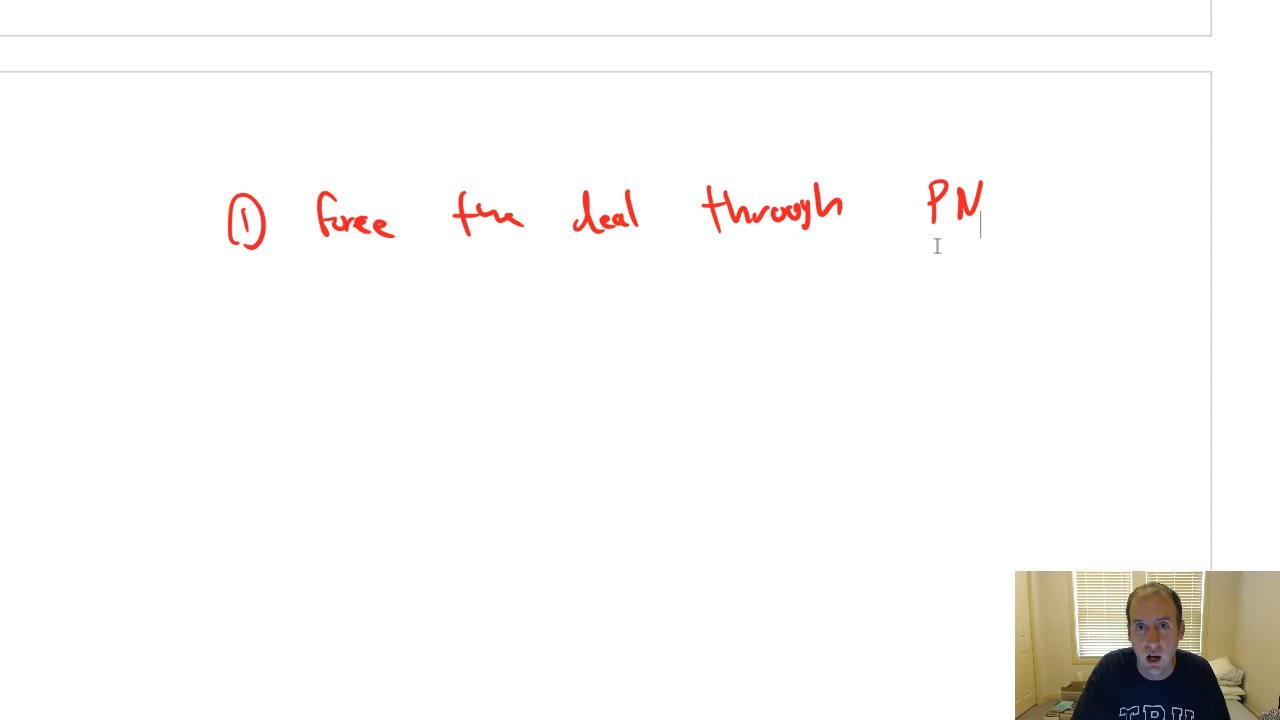 ① force the deal through PN